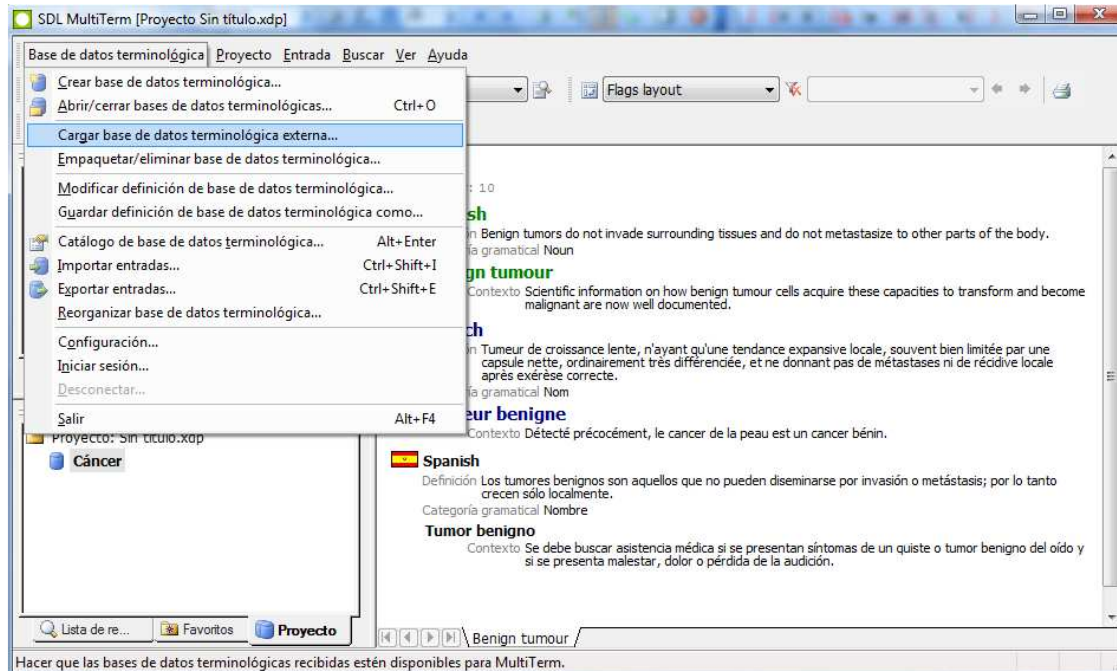 SDL MultiTerm [Proyecto Sin título.xdp]
Base de datos terminológica Proyecto Entrada Buscar Ver Ayuda
Crear base de datos terminológica...
Abrir/cerrar bases de datos terminológicas... Ctrl+O
Cargar base de datos terminológica externa...
Empaquetar/eliminar base de datos terminológica...
Modificar definición de base de datos terminológica...
Guardar definición de base de datos terminológica como...
Catálogo de base de datos terminológica... Alt+Enter
Importar entradas... Ctrl+Shift+I
Exportar entradas... Ctrl+Shift+E
Reorganizar base de datos terminológica...
Configuración...
Iniciar sesión...
Desconectar...
Salir Alt+F4
Flags layout
: 10
sh
n Benign tumors do not invade surrounding tissues and do not metastasize to other parts of the body.
ía gramatical Noun
gn tumour
Contexto Scientific information on how benign tumour cells acquire these capacities to transform and become
malignant are now well documented.
ch
n Tumeur de croissance lente, n'ayant qu'une tendance expansive locale, souvent bien limitée par une
capsule nette, ordinairement très différenciée, et ne donnant pas de métastases ni de récidive locale
après exérèse correcte.
ía gramatical Nom
eur benigne
Contexto Détecté précocément, le cancer de la peau est un cancer bénin.
Spanish
Definición Los tumores benignos son aquellos que no pueden diseminarse por invasión o metástasis; por lo tanto
crecen sólo localmente.
Categoría gramatical Nombre
Tumor benigno
Contexto Se debe buscar asistencia médica si se presentan síntomas de un quiste o tumor benigno del oído y
si se presenta malestar, dolor o pérdida de la audición.
Proyecto: Sin título.xdp
Cáncer
Lista de re... Favoritos Proyecto
Benign tumour
Hacer que las bases de datos terminológicas recibidas estén disponibles para MultiTerm.